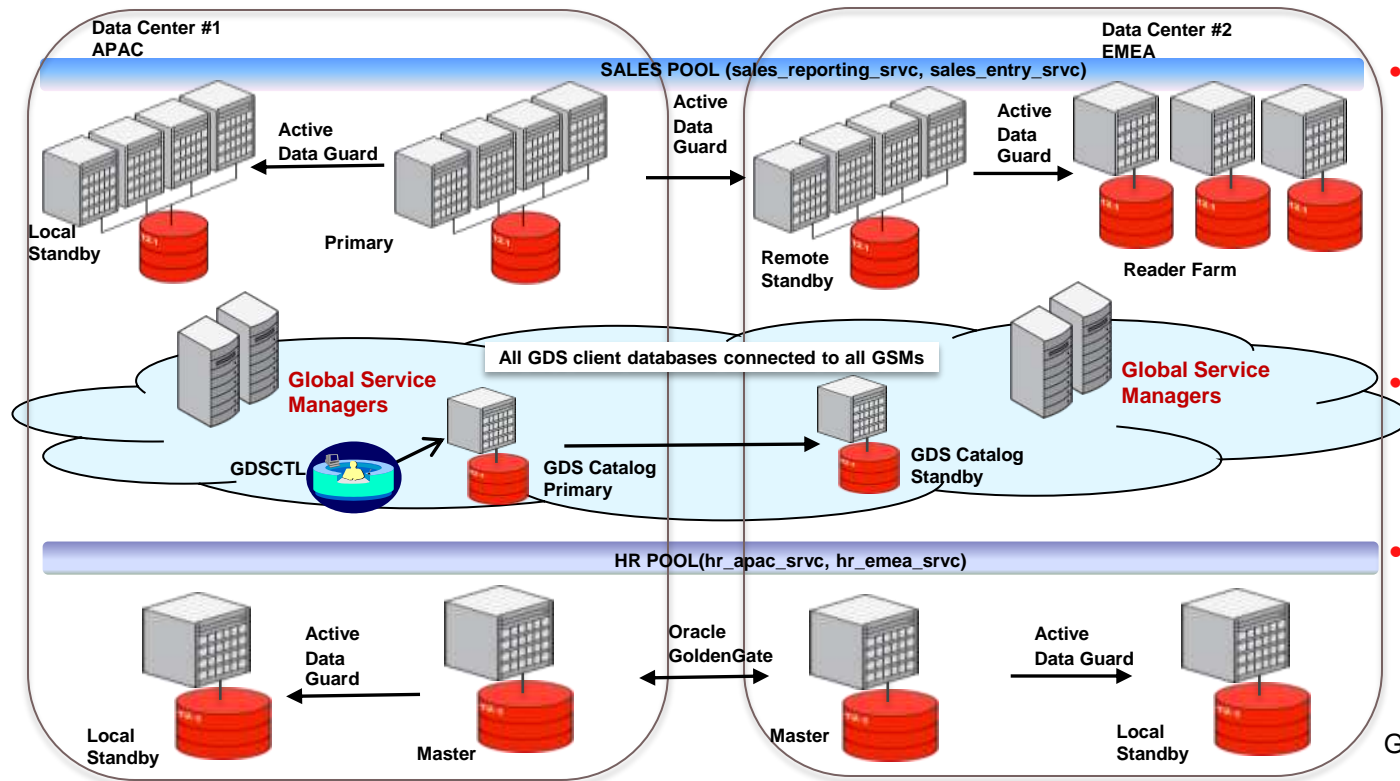 Data Center #1
APAC
Data Center #2
EMEA
SALES POOL (sales_reporting_srvc, sales_entry_srvc)
Active
Data Guard
Active
Data
Guard
Active
Data
Guard
Local
Standby
Primary
Remote
Standby
Reader Farm
All GDS client databases connected to all GSMs
Global Service
Managers
Global Service
Managers
GDSCTL
GDS Catalog
Primary
GDS Catalog
Standby
HR POOL(hr_apac_srvc, hr_emea_srvc)
Active
Data
Guard
Oracle
GoldenGate
Active
Data Guard
Local
Standby
Master
Master
Local
Standby
G